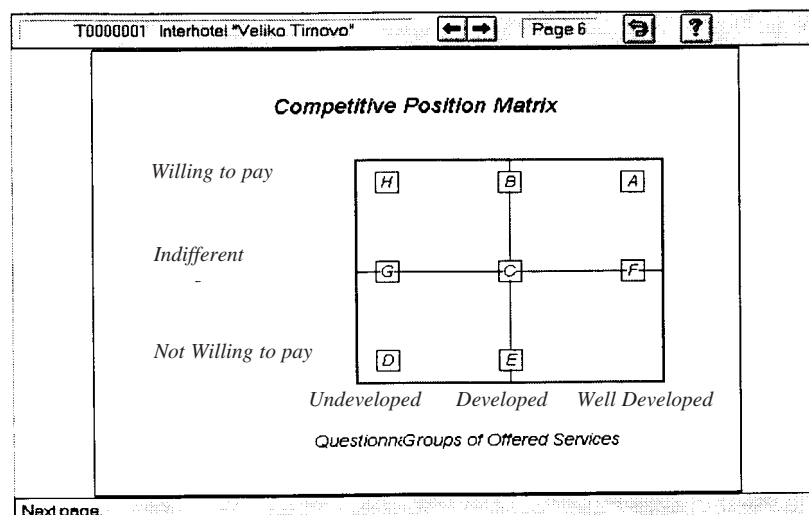 T0000001 Interhotel "Veliko Tirnovo" Page 6 ?
Competitive Position Matrix
Willing to pay
H B A
Indifferent
G C F
Not Willing to pay
D E
Undeveloped Developed Well Developed
Groups of Offered Services
Next page.